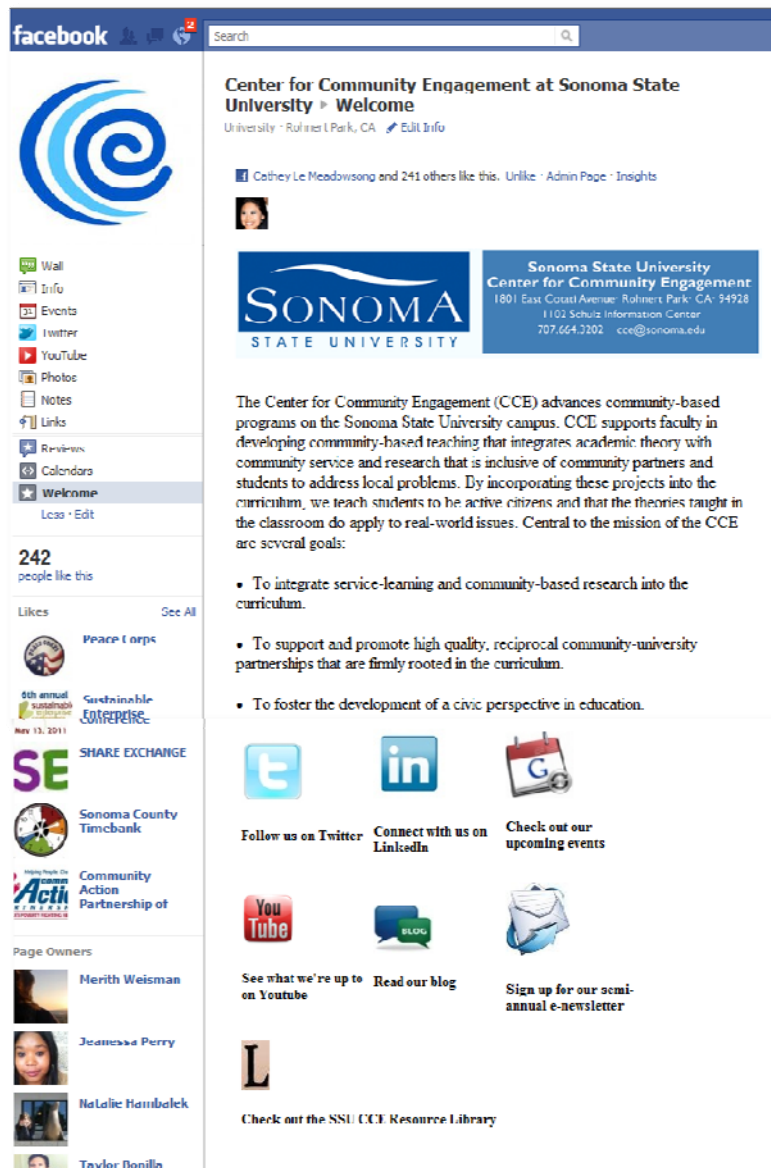 facebook
2
Search
Center for Community Engagement at Sonoma State
University ▸ Welcome
University · Rohnert Park, CA Edit Info
Cathey Le Meadowsong and 241 others like this. Unlike · Admin Page · Insights
SONOMA
STATE UNIVERSITY
Sonoma State University
Center for Community Engagement
1801 East Cotati Avenue· Rohnert Park· CA· 94928
1102 Schulz Information Center
707.664.3202 cce@sonoma.edu
Wall
Info
31 Events
Twitter
YouTube
Photos
Notes
Links
Reviews
Calendars
Welcome
Less · Edit
242
people like this
Likes See All
Peace Corps
6th annual
sustainabl
Sustainable
Enterprise
Conference
May 13, 2011
SE
SHARE EXCHANGE
Sonoma County
Timebank
Acti
Community
Action
Partnership of
Page Owners
Merith Weisman
Jeanessa Perry
Natalie Hambalek
Taylor Bonilla
The Center for Community Engagement (CCE) advances community-based
programs on the Sonoma State University campus. CCE supports faculty in
developing community-based teaching that integrates academic theory with
community service and research that is inclusive of community partners and
students to address local problems. By incorporating these projects into the
curriculum, we teach students to be active citizens and that the theories taught in
the classroom do apply to real-world issues. Central to the mission of the CCE
are several goals:
• To integrate service-learning and community-based research into the
curriculum.
• To support and promote high quality, reciprocal community-university
partnerships that are firmly rooted in the curriculum.
• To foster the development of a civic perspective in education.
t
in
G
Follow us on Twitter
Connect with us on
LinkedIn
Check out our
upcoming events
You
Tube
BLOG
See what we're up to
on Youtube
Read our blog
Sign up for our semi-
annual e-newsletter
L
Check out the SSU CCE Resource Library